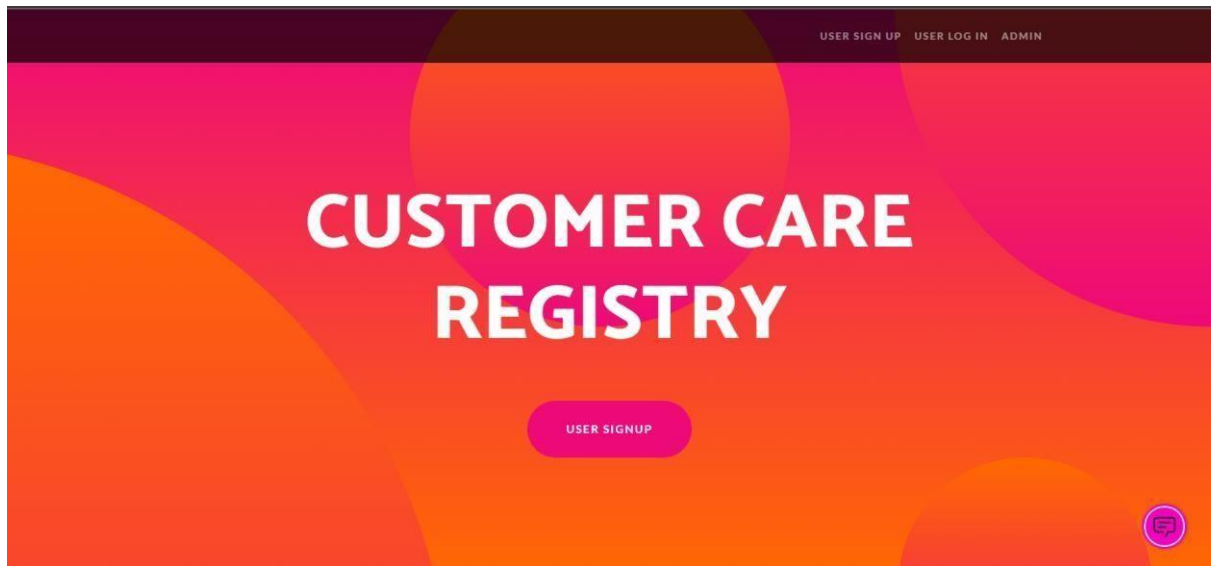 USER SIGN UP USER LOG IN ADMIN
CUSTOMER CARE
REGISTRY
USER SIGNUP